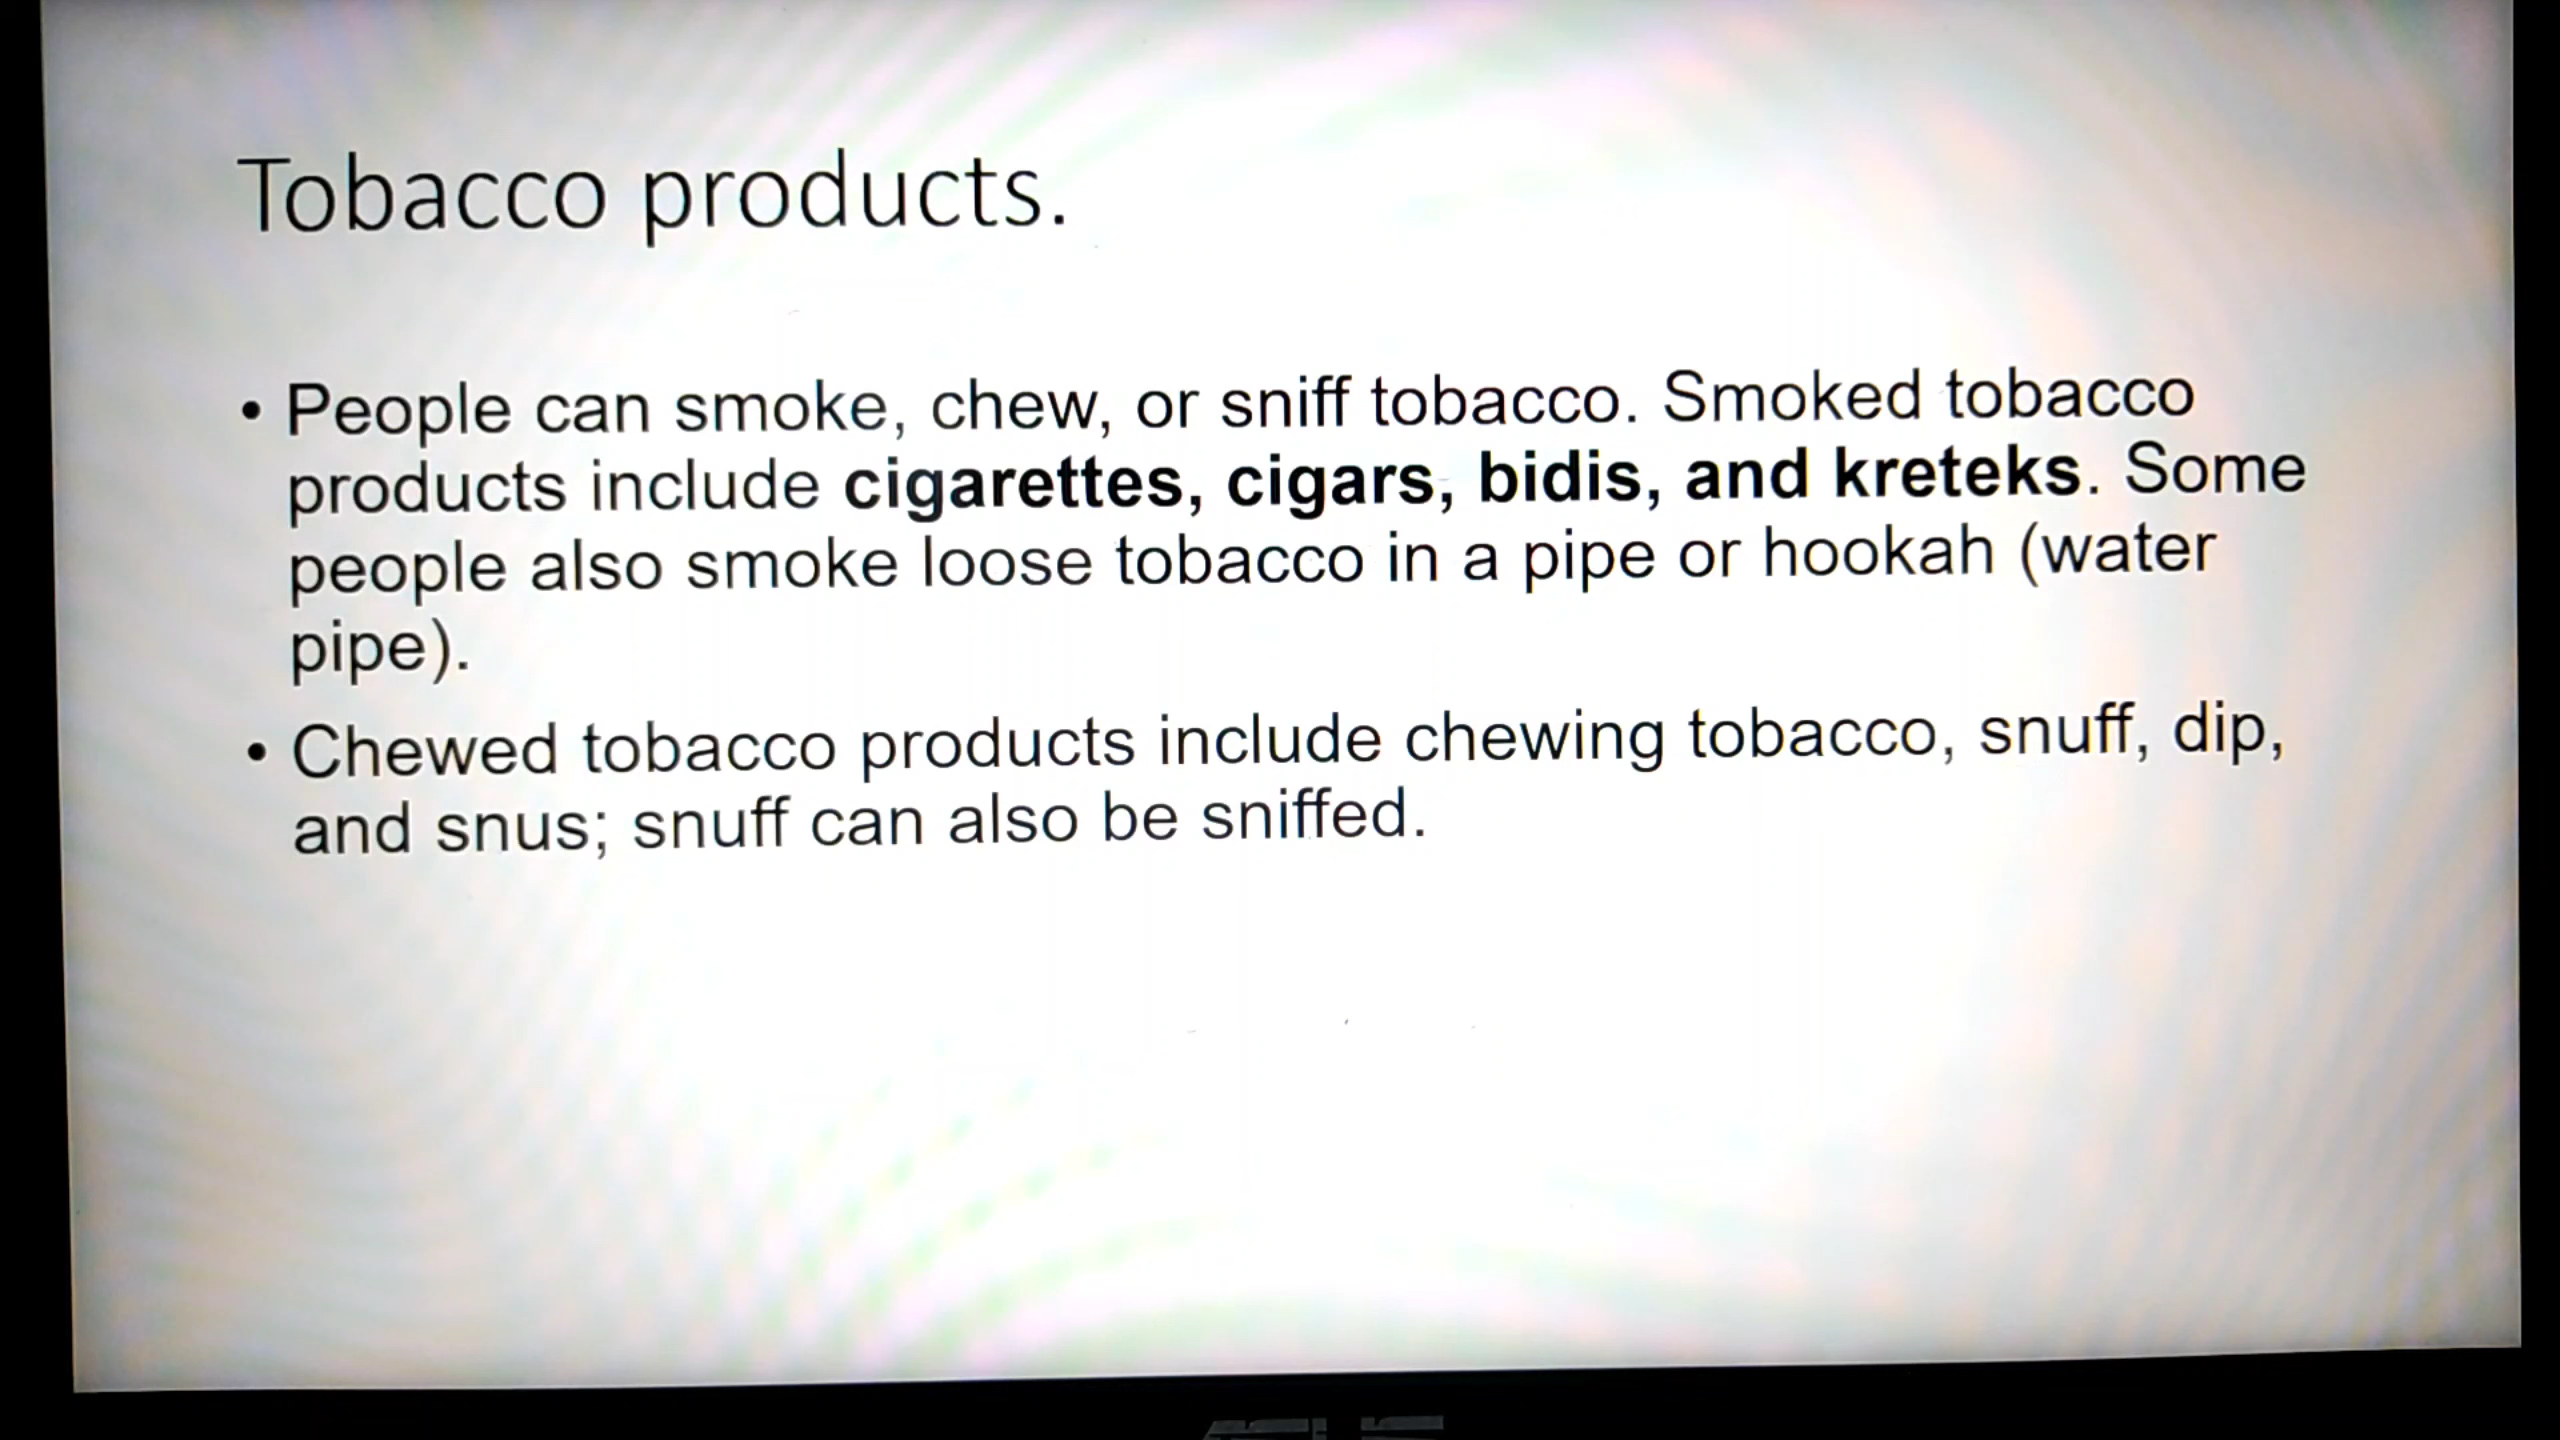 Tobacco products.
• People can smoke, chew, or sniff tobacco. Smoked tobacco
products include cigarettes, cigars, bidis, and kreteks. Some
people also smoke loose tobacco in a pipe or hookah (water
pipe).
• Chewed tobacco products include chewing tobacco, snuff, dip,
and snus; snuff can also be sniffed.